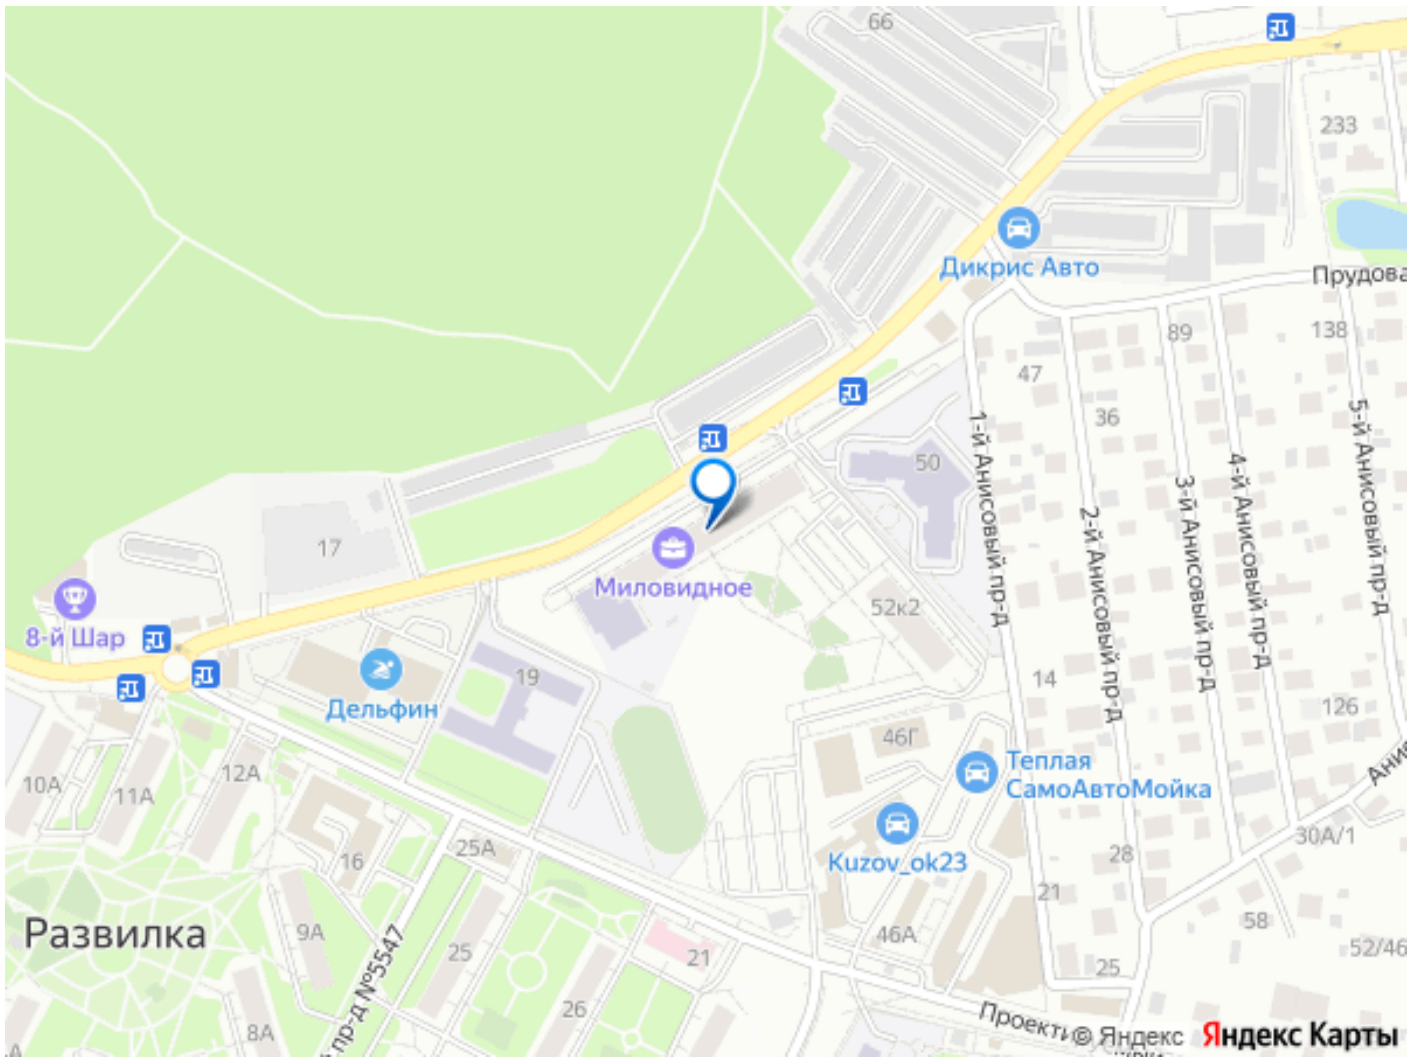 66
233
Дикрис Авто
Прудова
89
138
47
36
1-й Анисовый пр-д
2-й Анисовый пр-д
3-й Анисовый пр-д
4-й Анисовый пр-д
5-й Анисовый пр-д
50
17
Миловидное
52к2
8-й Шар
19
14
Дельфин
126
46Г
Теплая
СамоАвтоМойка
Ани
10А
11А
12А
16
25А
Kuzov_ok23
30А/1
28
21
58
Развилка
9А
25
пр-д №5547
21
46А
52/46
25
26
8А
Проекти
© Яндекс
Яндекс Карты